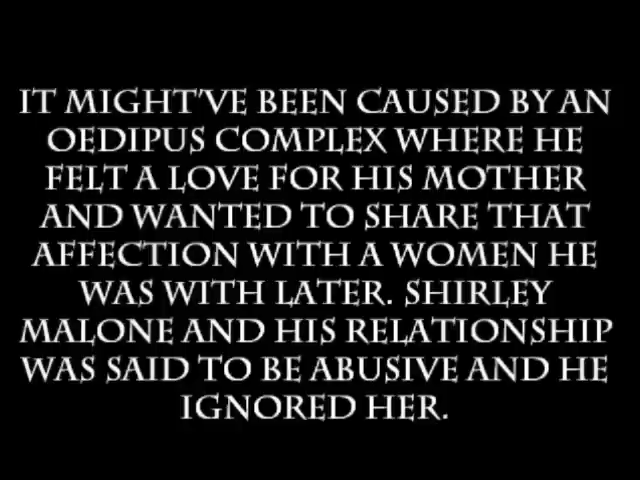 IT MIGHT'VE BEEN CAUSED BY AN
OEDIPUS COMPLEX WHERE HE
FELT A LOVE FOR HIS MOTHER
AND WANTED TO SHARE THAT
AFFECTION WITH A WOMEN HE
WAS WITH LATER. SHIRLEY
MALONE AND HIS RELATIONSHIP
WAS SAID TO BE ABUSIVE AND HE
IGNORED HER.